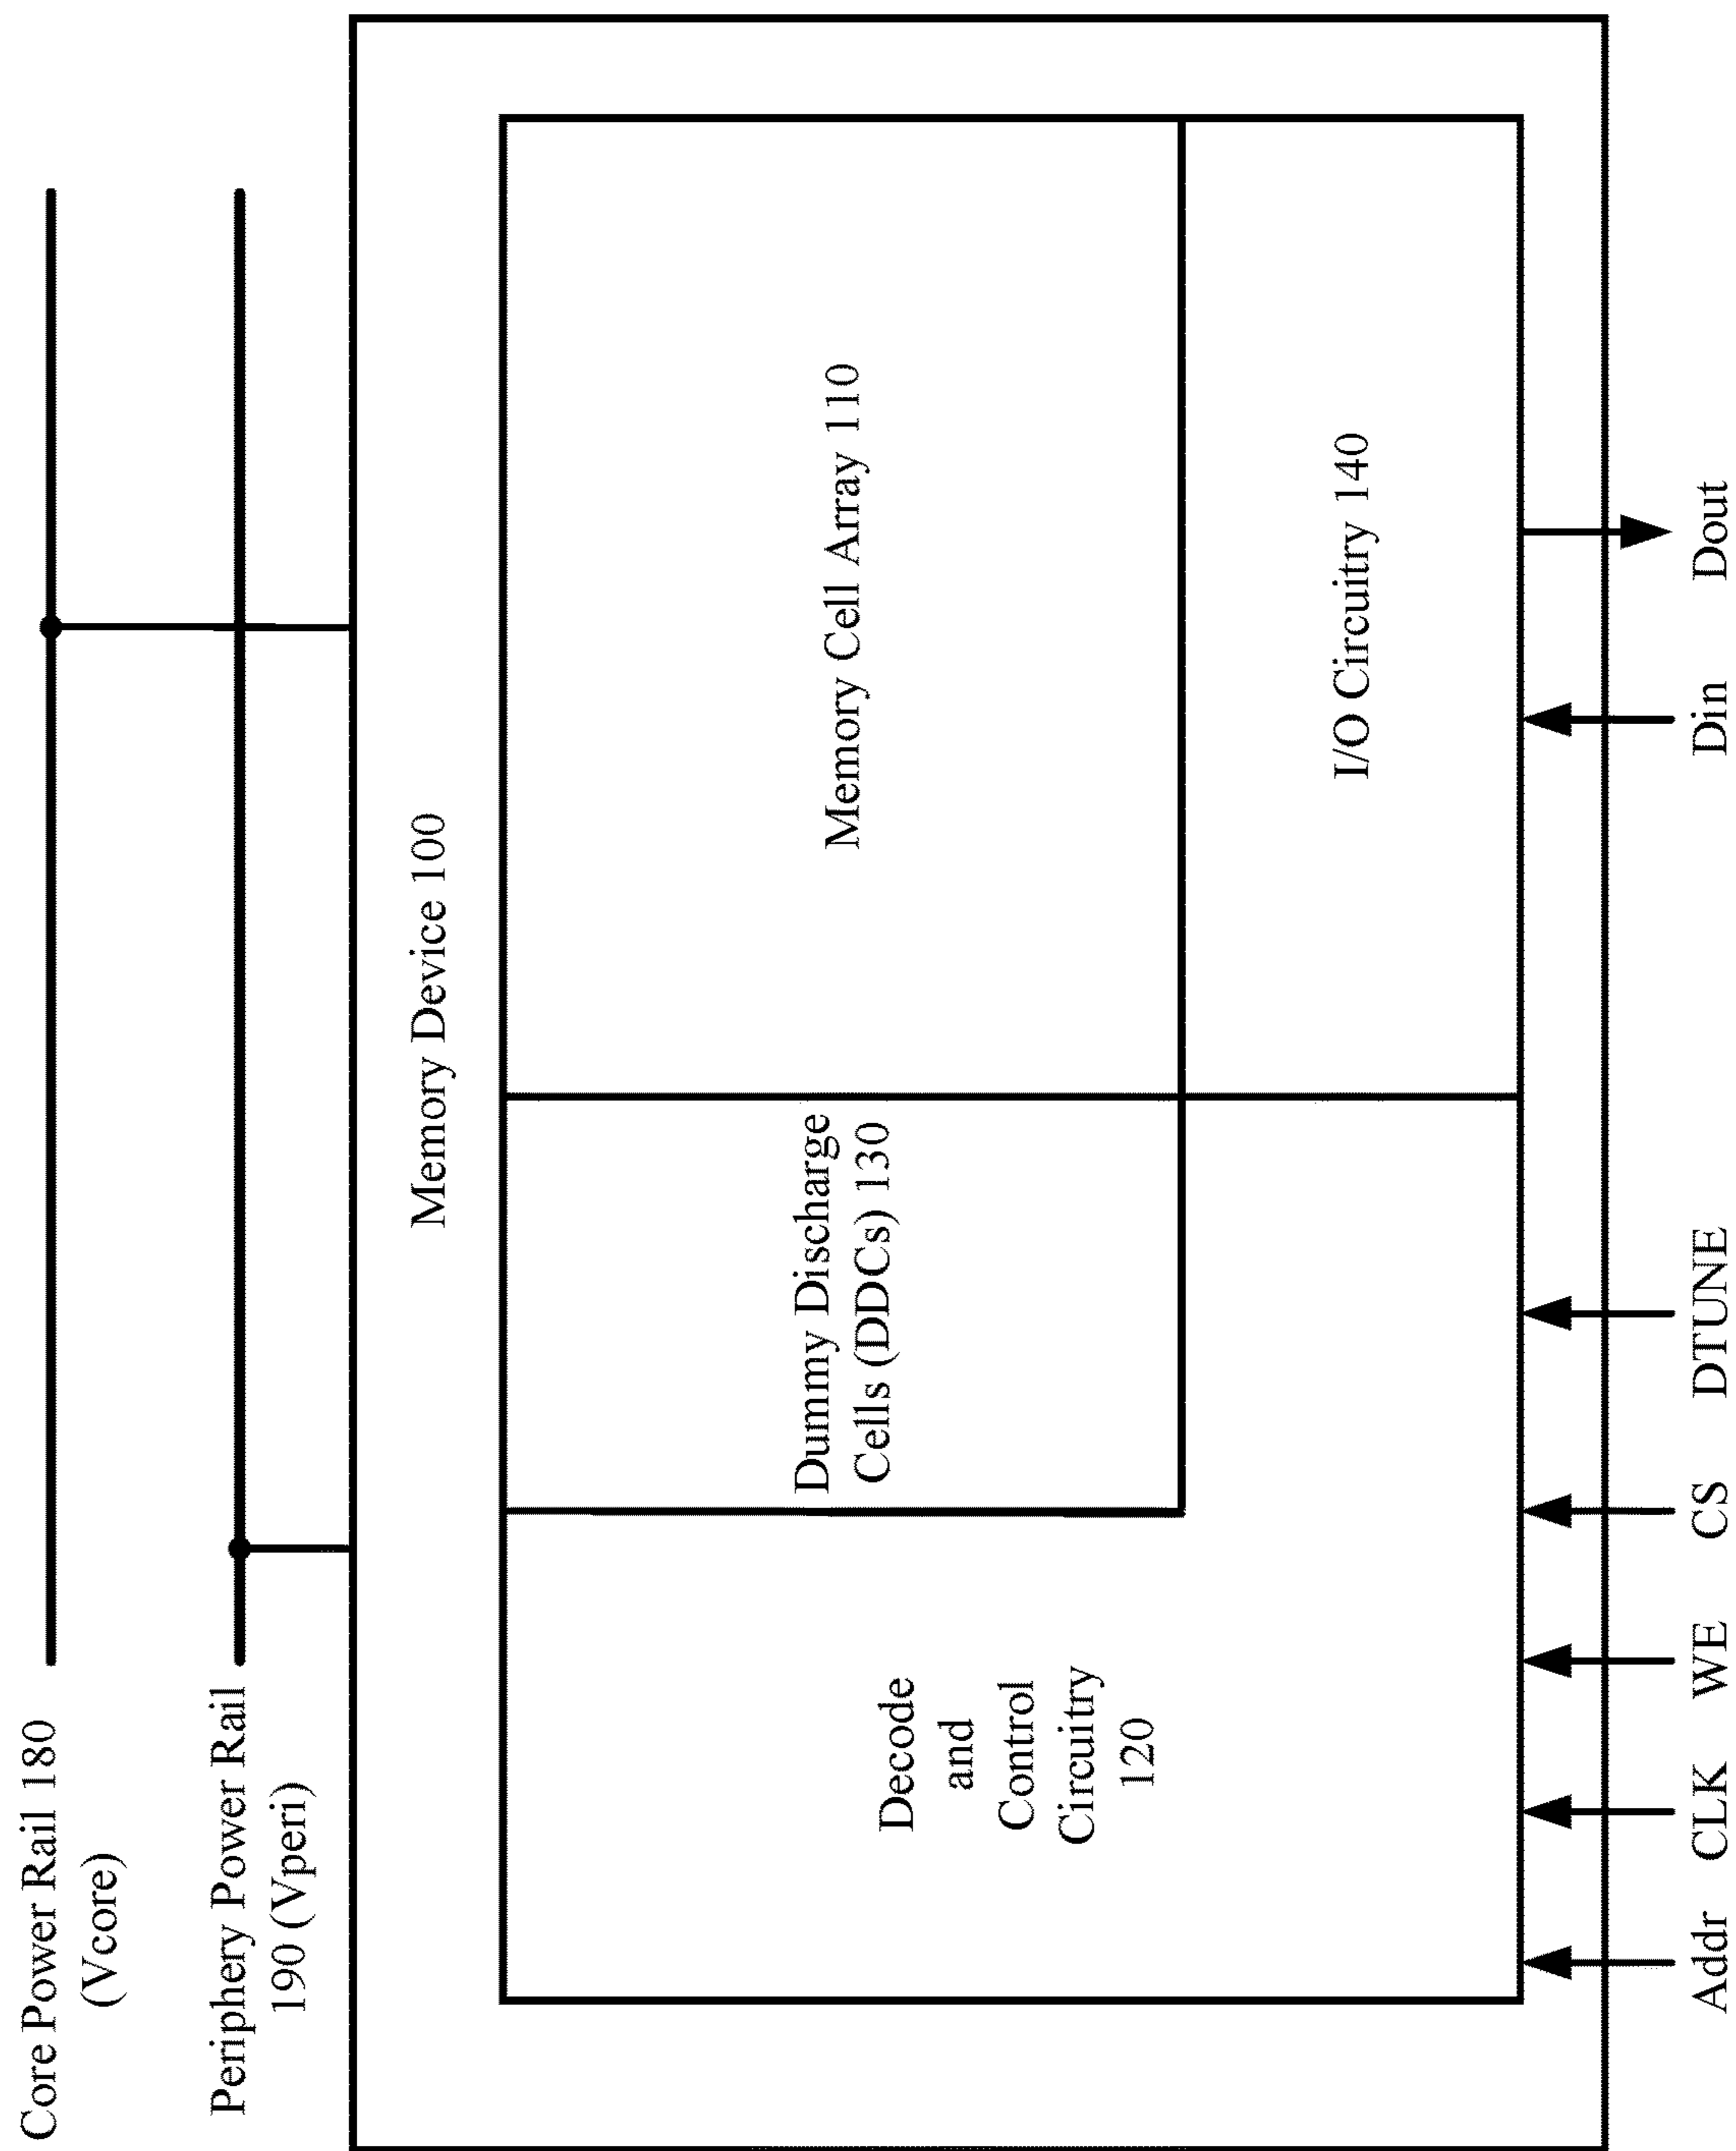 Core Power Rail 180
(Vcore)
Periphery Power Rail
190 (Vperi)
Memory Device 100
Decode
and
Control
Circuitry
120
Dummy Discharge
Cells (DDCs) 130
Memory Cell Array 110
I/O Circuitry 140
Addr CLK WE CS DTUNE Din Dout